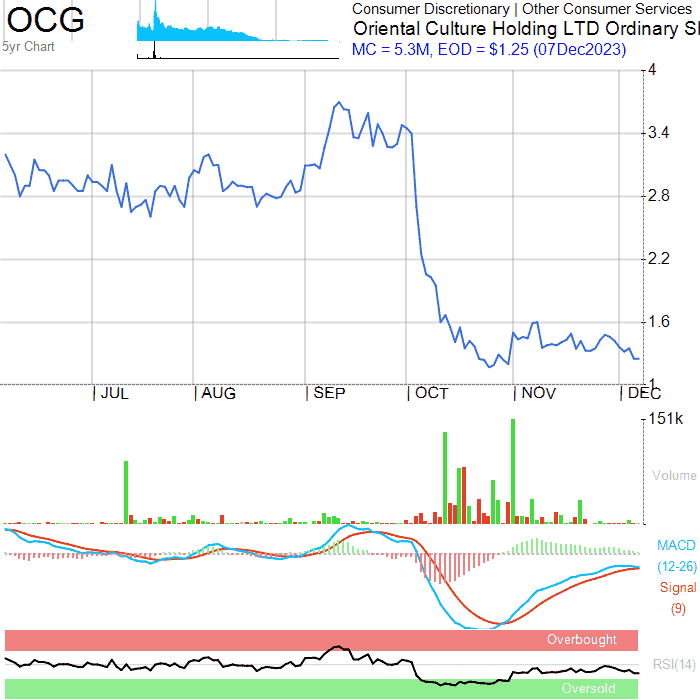 OCG
5yr Chart
Consumer Discretionary | Other Consumer Services
Oriental Culture Holding LTD Ordinary
MC = 5.3M, EOD = $1.25 (07Dec2023)
4
3.4
2.8
2.2
1.6
1
JUL AUG SEP OCT NOV DEC
151k
Volume
MACD
(12-26)
Signal
(9)
Overbought
RSI(14)
Oversold